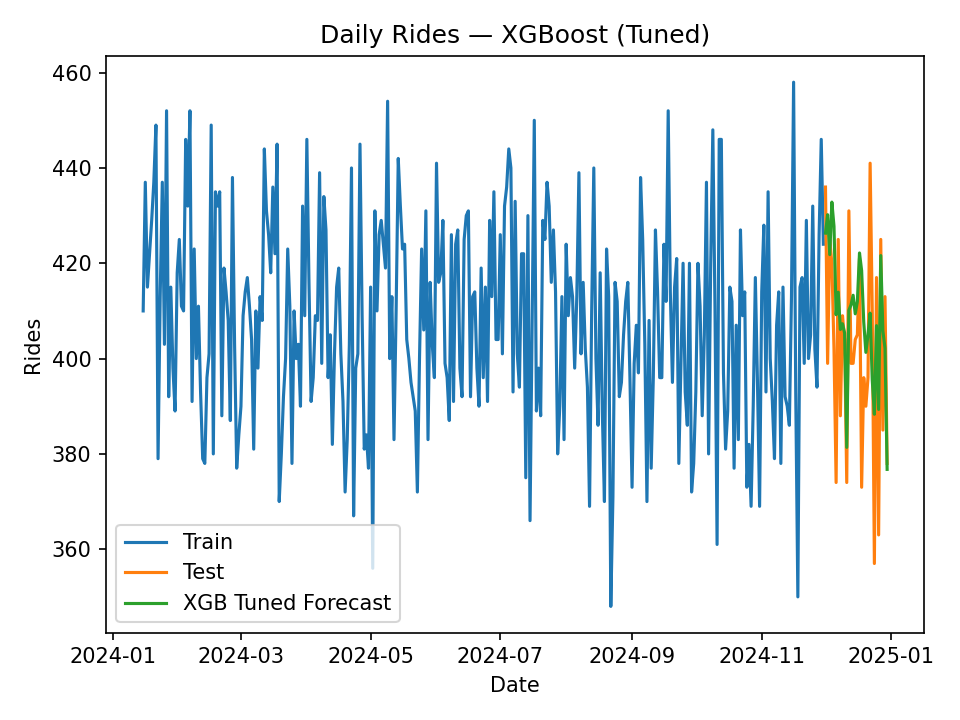 Daily Rides — XGBoost (Tuned)
460
440
420
400
380
360
Rides
Train
Test
XGB Tuned Forecast
2024-01
2024-03
2024-05
2024-07
2024-09
2024-11
2025-01
Date